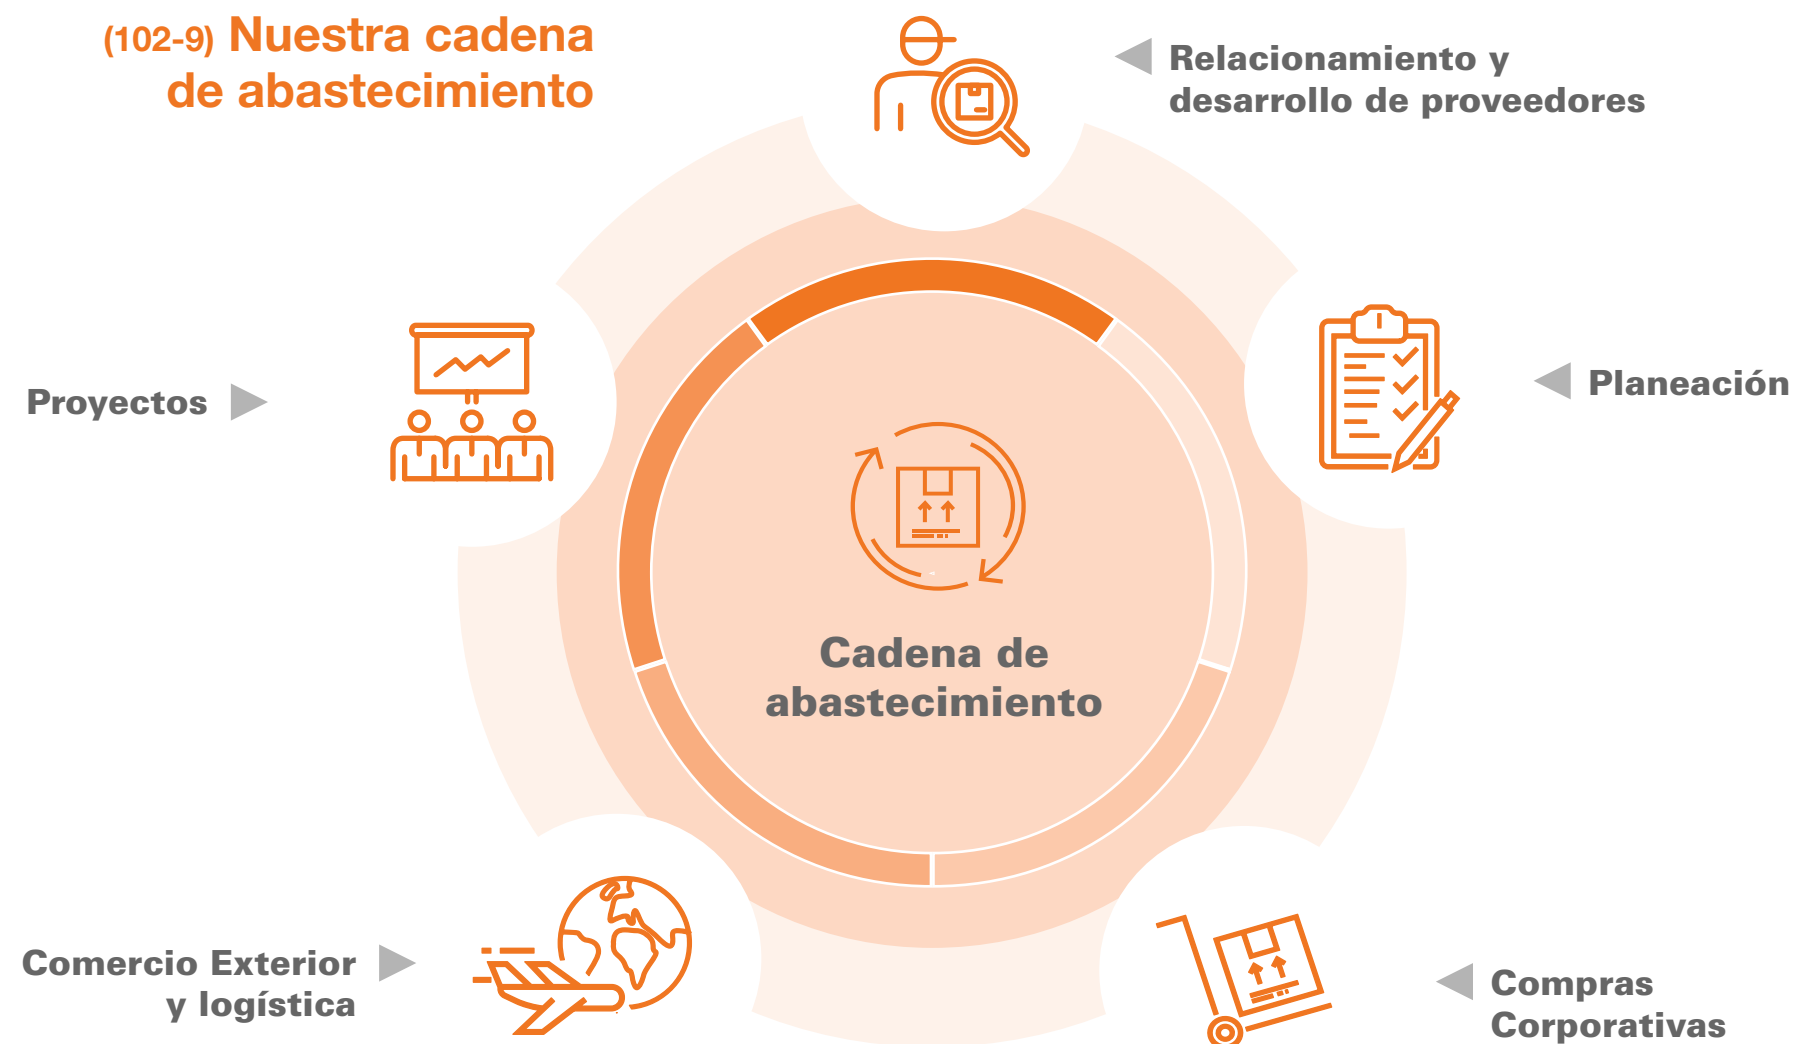 (102-9) Nuestra cadena
de abastecimiento
Relacionamiento y
desarrollo de proveedores
Proyectos
Planeación
Cadena de
abastecimiento
Comercio Exterior
y logística
Compras
Corporativas